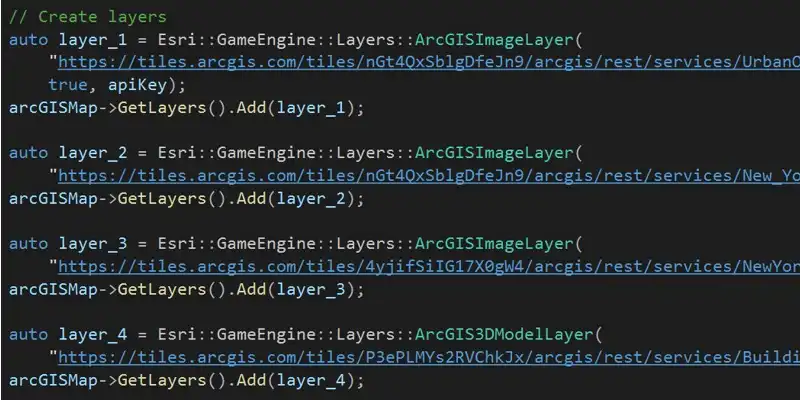 // Create layers
auto layer_1 = Esri::GameEngine::Layers::ArcGISImageLayer(
"https://tiles.arcgis.com/tiles/nGt4QxSblgDfeJn9/arcgis/rest/services/UrbanO
true, apiKey);
arcGISMap->GetLayers().Add(layer_1);
auto layer_2 = Esri::GameEngine::Layers::ArcGISImageLayer(
"https://tiles.arcgis.com/tiles/nGt4QxSblgDfeJn9/arcgis/rest/services/New_Yo
arcGISMap->GetLayers().Add(layer_2);
auto layer_3 = Esri::GameEngine::Layers::ArcGISImageLayer(
"https://tiles.arcgis.com/tiles/4yjifSiIG17X0gW4/arcgis/rest/services/NewYor
arcGISMap->GetLayers().Add(layer_3);
auto layer_4 = Esri::GameEngine::Layers::ArcGIS3DModelLayer(
"https://tiles.arcgis.com/tiles/P3ePLMYs2RVChkJx/arcgis/rest/services/Buildi
arcGISMap->GetLayers().Add(layer_4);